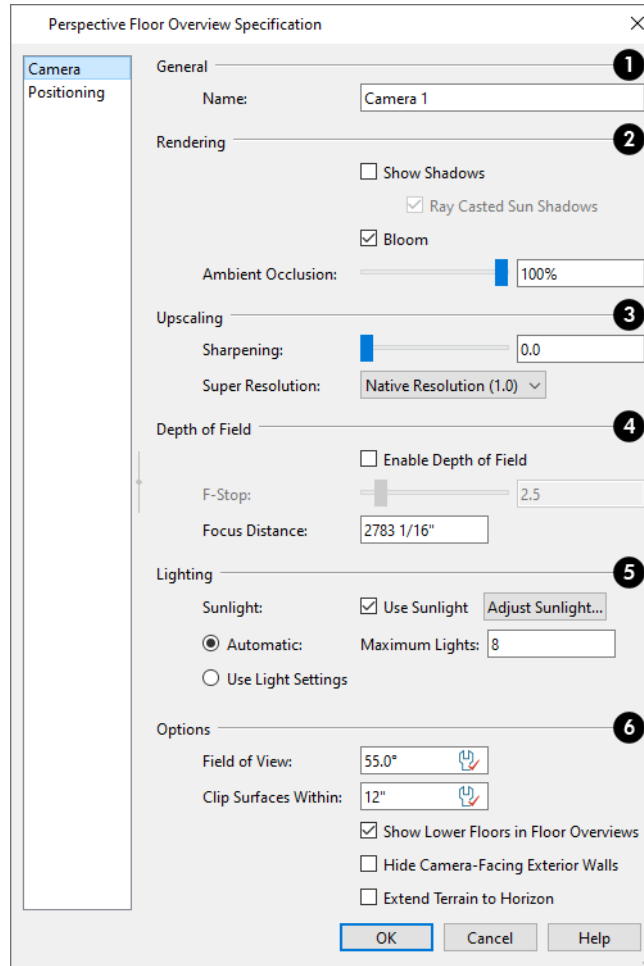 Perspective Floor Overview Specification
Camera
Positioning
General
1
Name: Camera 1
Rendering
2
Show Shadows
Ray Casted Sun Shadows
Bloom
Ambient Occlusion: 100%
Upscaling
3
Sharpening: 0.0
Super Resolution: Native Resolution (1.0)
Depth of Field
4
Enable Depth of Field
F-Stop: 2.5
Focus Distance: 2783 1/16"
Lighting
5
Sunlight: Use Sunlight Adjust Sunlight...
Automatic: Maximum Lights: 8
Use Light Settings
Options
6
Field of View: 55.0°
Clip Surfaces Within: 12"
Show Lower Floors in Floor Overviews
Hide Camera-Facing Exterior Walls
Extend Terrain to Horizon
OK Cancel Help